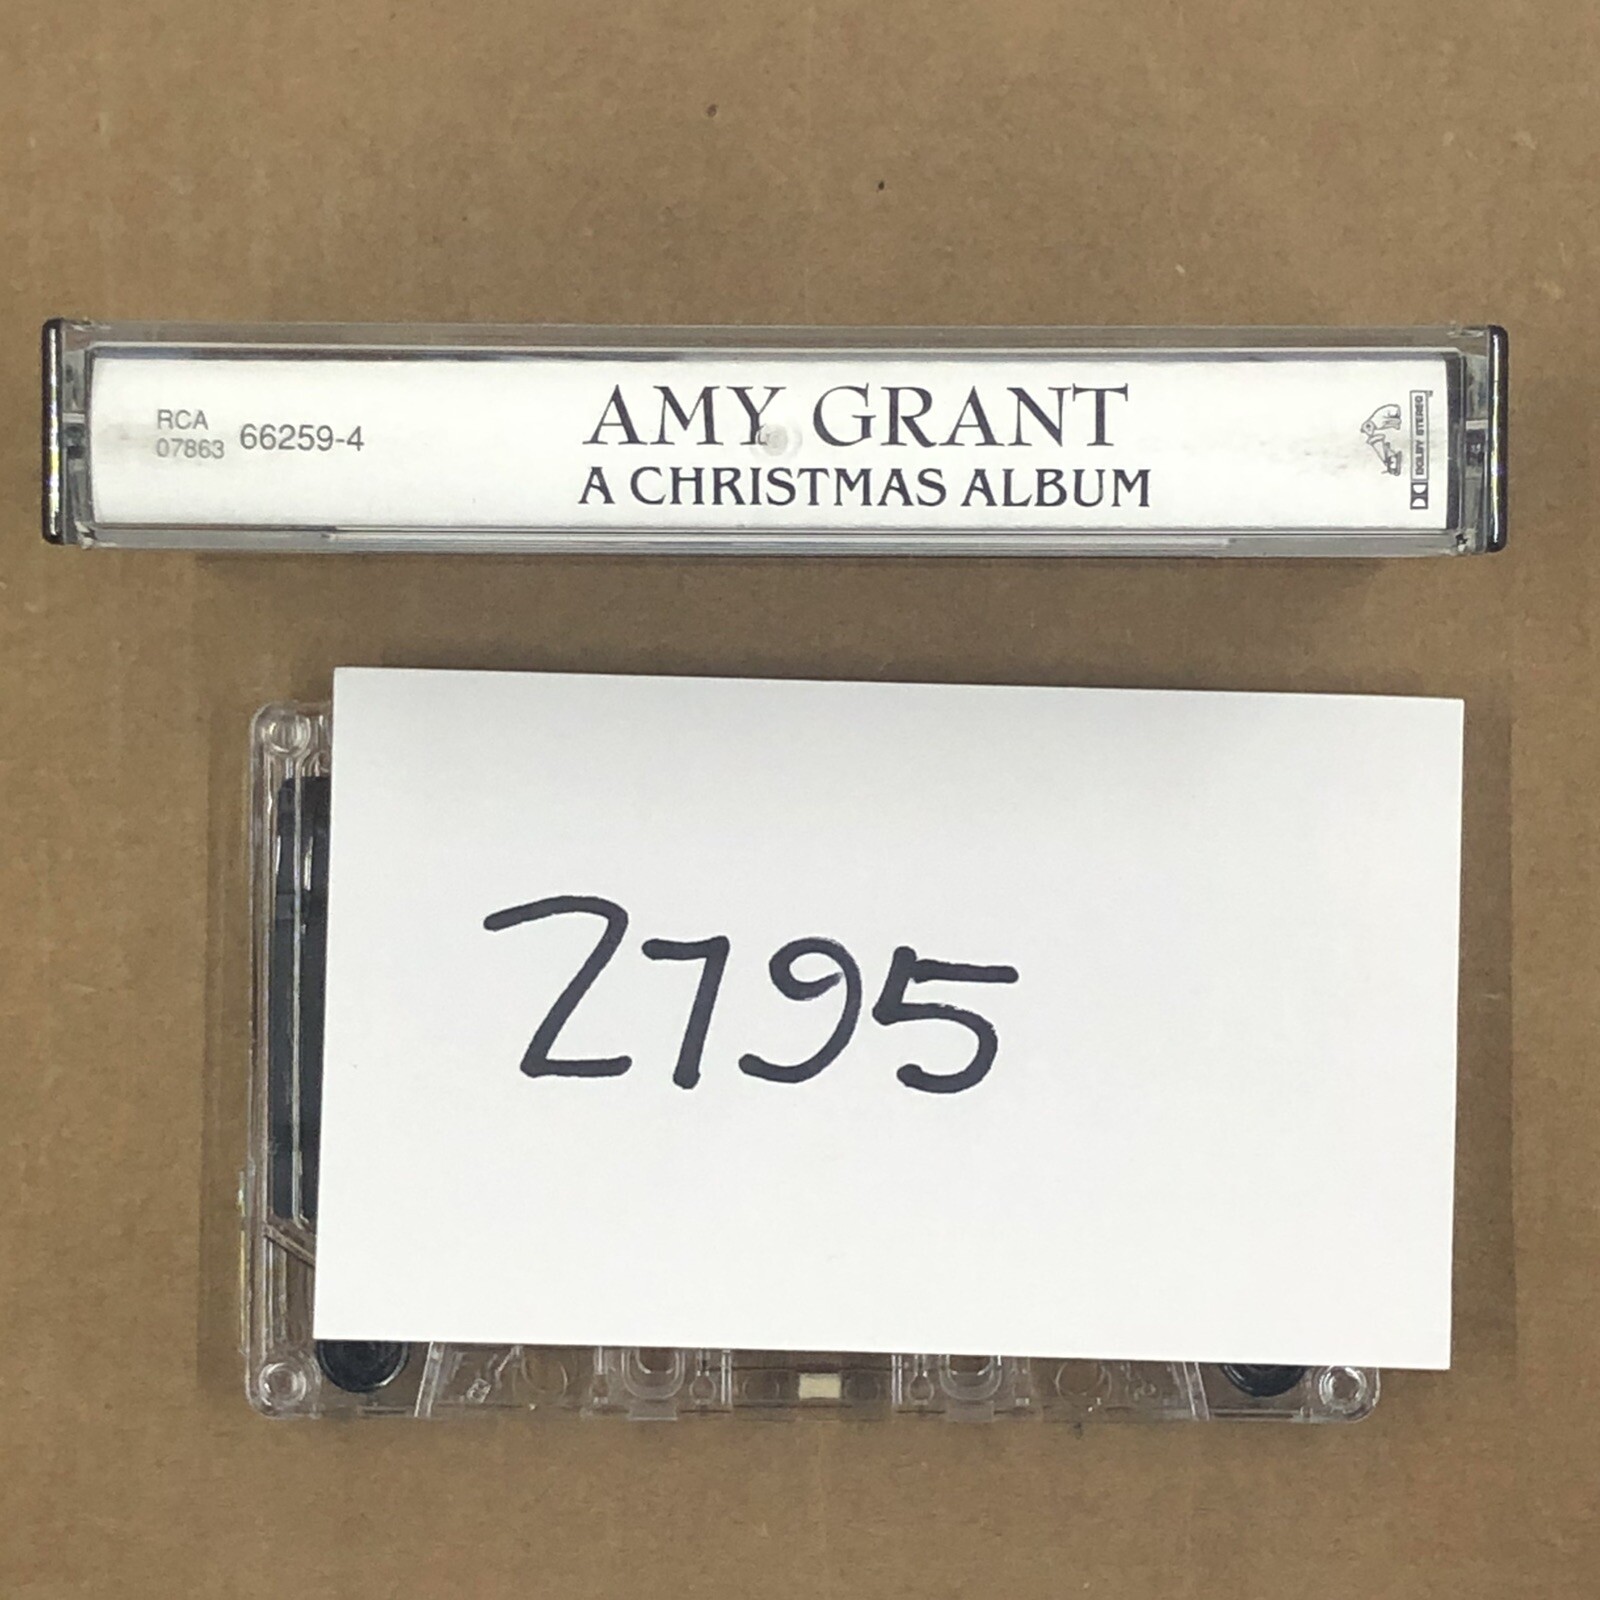 RCA
07863 66259-4
AMY GRANT
A CHRISTMAS ALBUM
DOLBY STEREO
2795